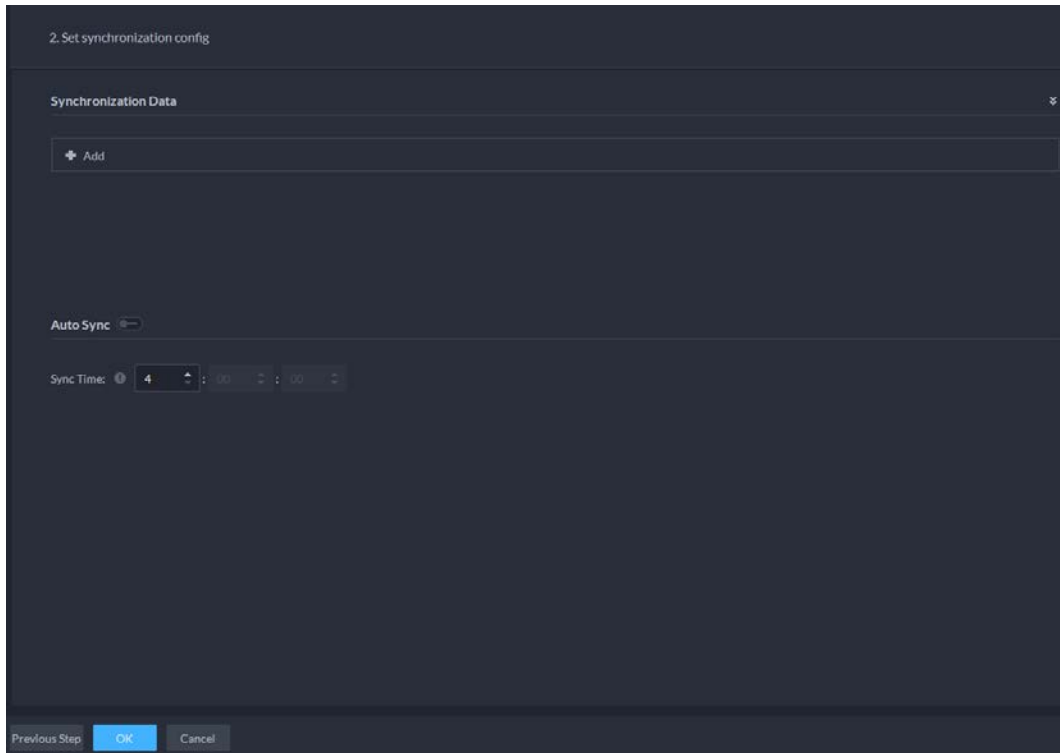 2. Set synchronization config
Synchronization Data
Add
Auto Sync
Sync Time: 4 : 00 : 00
Previous Step OK Cancel